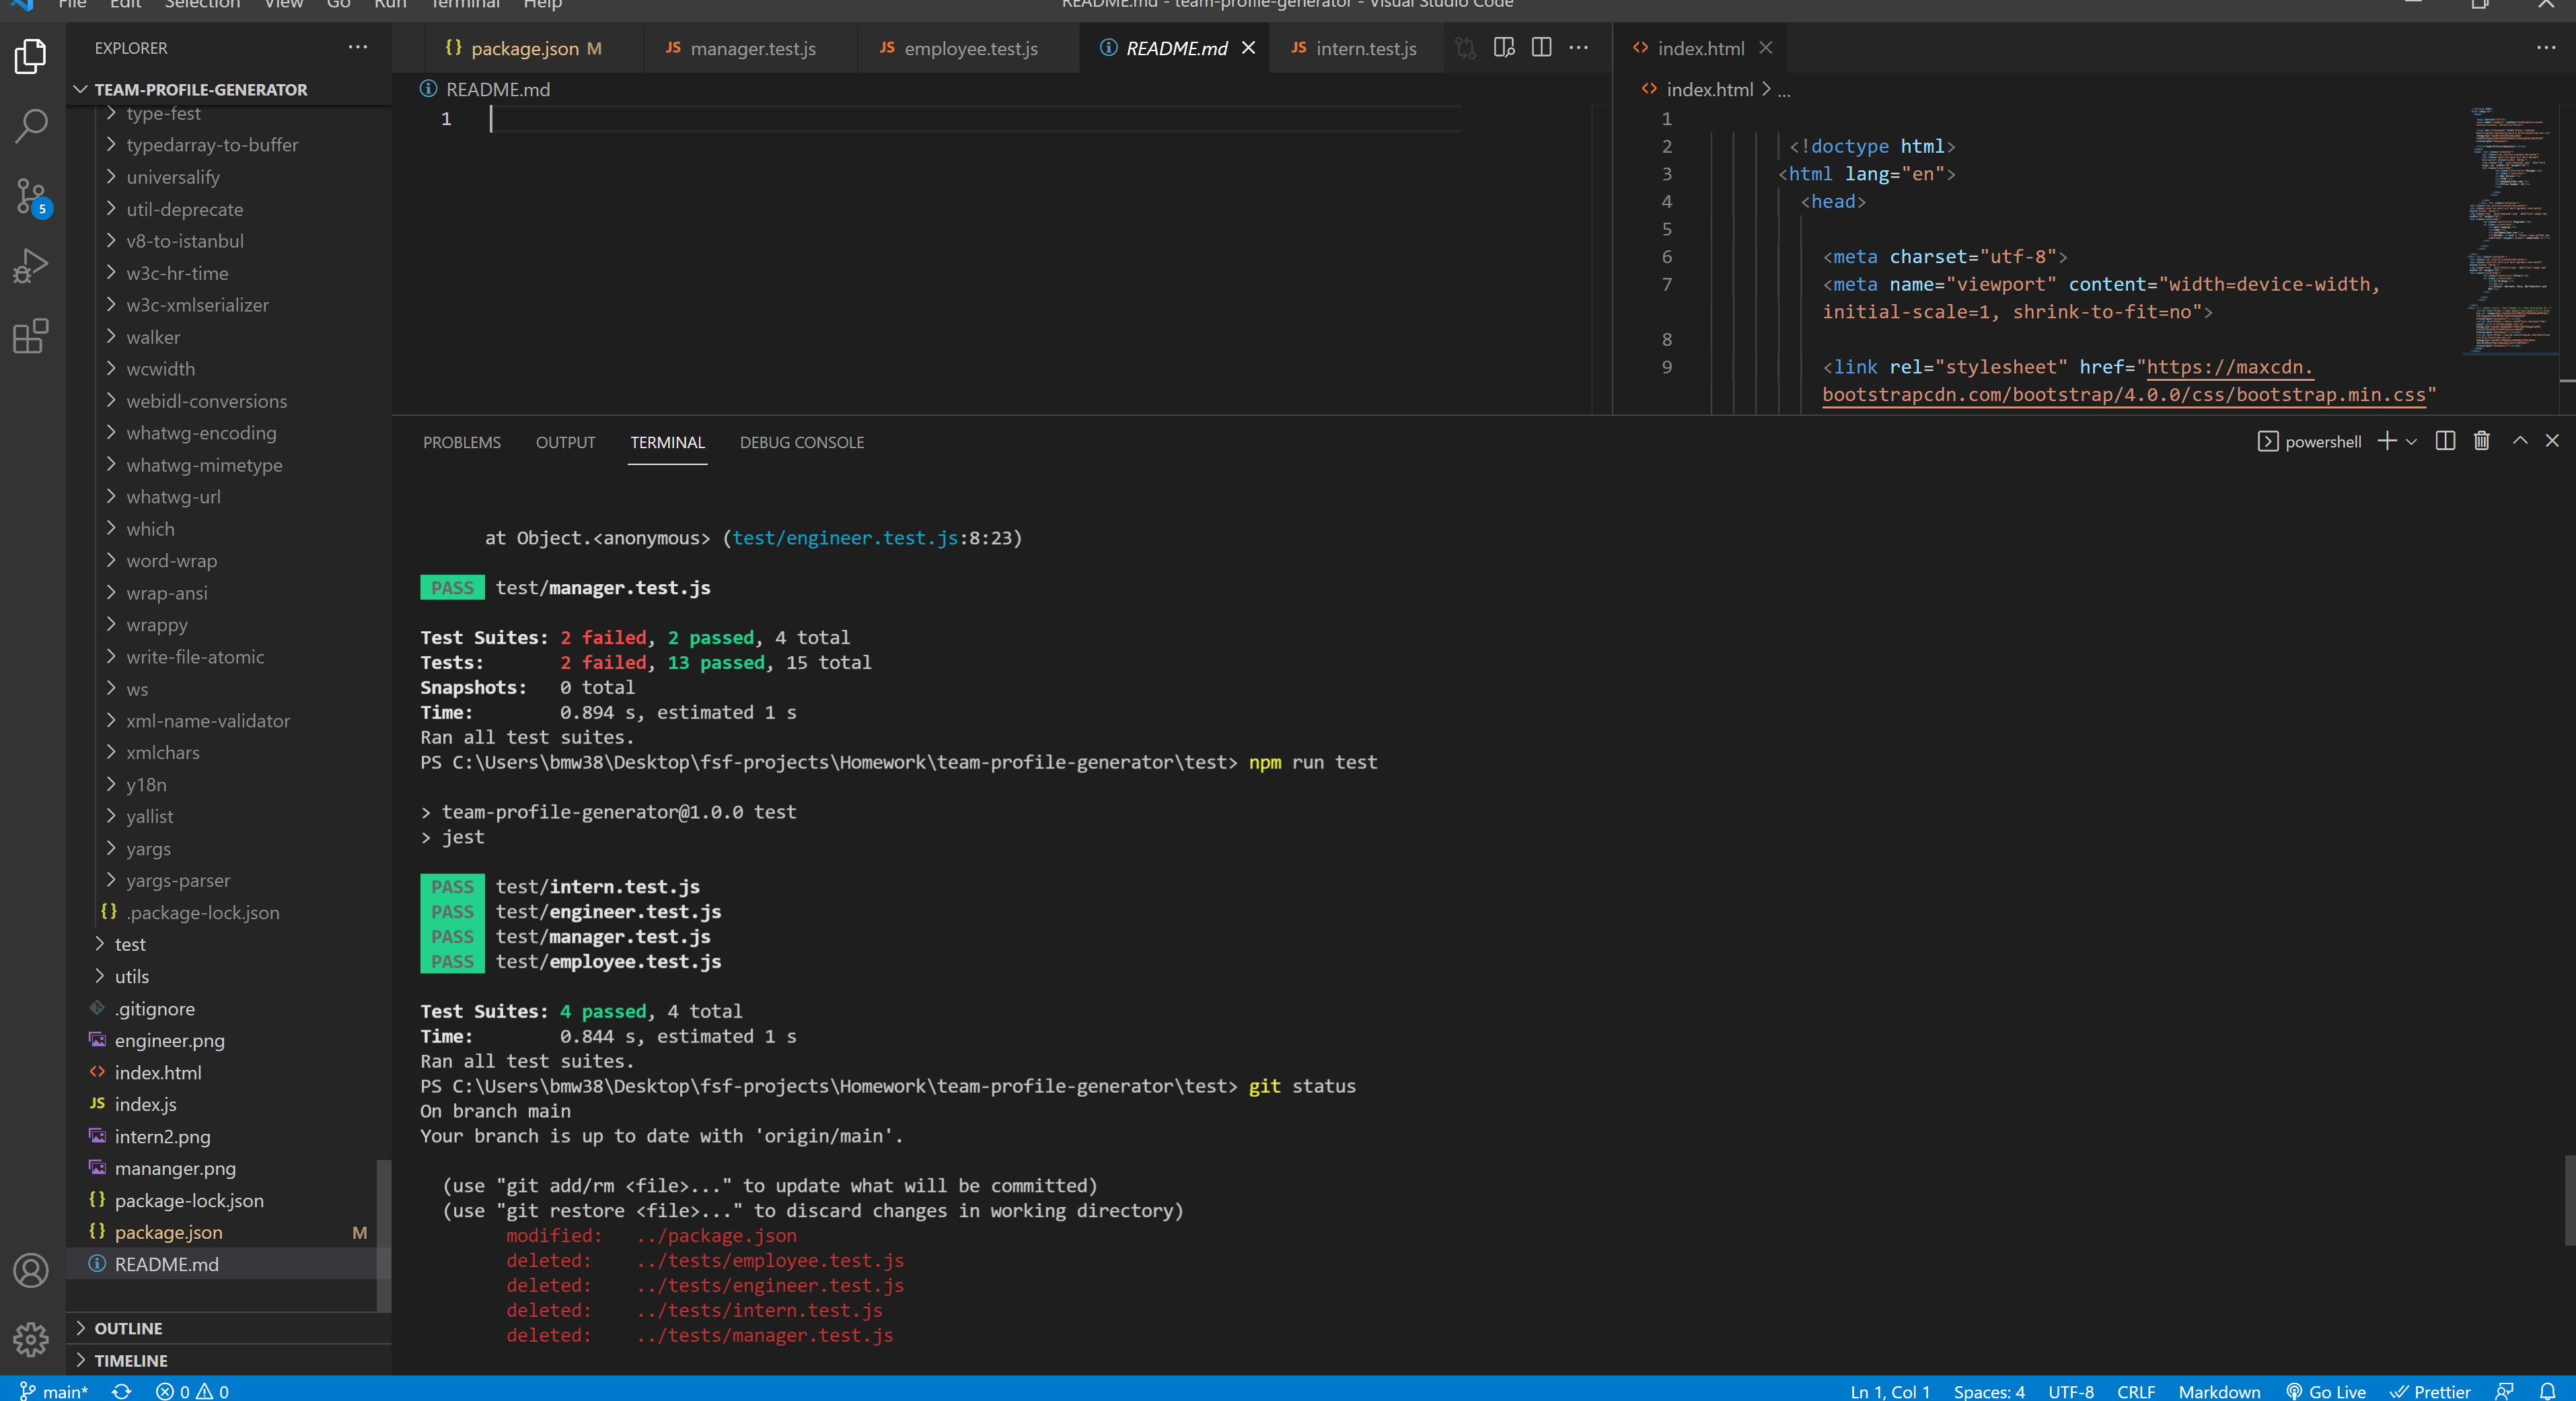 File Edit Selection View Go Run Terminal Help
README.md - team-profile-generator - Visual Studio Code
EXPLORER
TEAM-PROFILE-GENERATOR
type-fest
typedarray-to-buffer
universalify
util-deprecate
v8-to-istanbul
w3c-hr-time
w3c-xmlserializer
walker
wcwidth
webidl-conversions
whatwg-encoding
whatwg-mimetype
whatwg-url
which
word-wrap
wrap-ansi
wrappy
write-file-atomic
ws
xml-name-validator
xmlchars
y18n
yallist
yargs
yargs-parser
{} .package-lock.json
test
utils
.gitignore
engineer.png
<> index.html
JS index.js
intern2.png
mananger.png
{} package-lock.json
{} package.json M
README.md
OUTLINE
TIMELINE
5
{} package.json M
JS manager.test.js
JS employee.test.js
README.md
JS intern.test.js
README.md
1
<> index.html
<> index.html > ...
1
2 <!doctype html>
3 <html lang="en">
4 <head>
5
6 <meta charset="utf-8">
7 <meta name="viewport" content="width=device-width,
initial-scale=1, shrink-to-fit=no">
8
9 <link rel="stylesheet" href="https://maxcdn.
bootstrapcdn.com/bootstrap/4.0.0/css/bootstrap.min.css"
PROBLEMS OUTPUT TERMINAL DEBUG CONSOLE
powershell
at Object.<anonymous> (test/engineer.test.js:8:23)
PASS test/manager.test.js
Test Suites: 2 failed, 2 passed, 4 total
Tests: 2 failed, 13 passed, 15 total
Snapshots: 0 total
Time: 0.894 s, estimated 1 s
Ran all test suites.
PS C:\Users\bmw38\Desktop\fsf-projects\Homework\team-profile-generator\test> npm run test
> team-profile-generator@1.0.0 test
> jest
PASS test/intern.test.js
PASS test/engineer.test.js
PASS test/manager.test.js
PASS test/employee.test.js
Test Suites: 4 passed, 4 total
Time: 0.844 s, estimated 1 s
Ran all test suites.
PS C:\Users\bmw38\Desktop\fsf-projects\Homework\team-profile-generator\test> git status
On branch main
Your branch is up to date with 'origin/main'.
(use "git add/rm <file>..." to update what will be committed)
(use "git restore <file>..." to discard changes in working directory)
modified: ../package.json
deleted: ../tests/employee.test.js
deleted: ../tests/engineer.test.js
deleted: ../tests/intern.test.js
deleted: ../tests/manager.test.js
main* 0 0
Ln 1, Col 1 Spaces: 4 UTF-8 CRLF Markdown Go Live Prettier